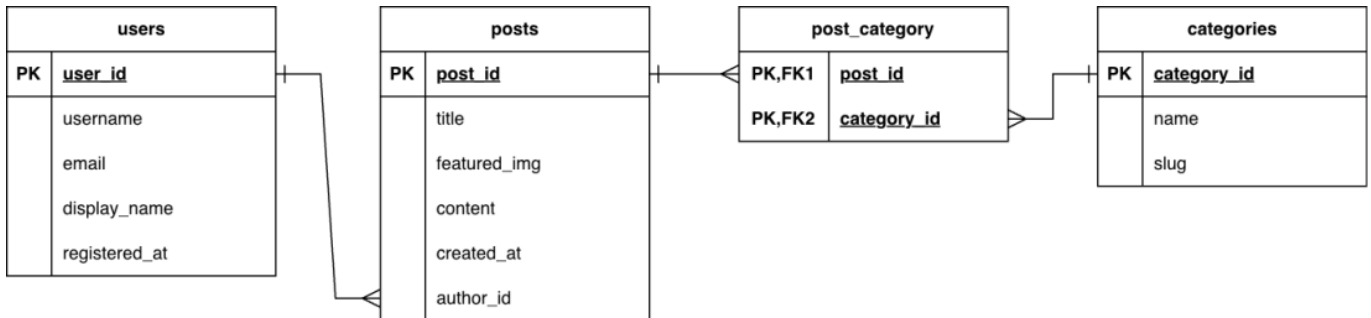 users
PK user_id
username
email
display_name
registered_at
posts
PK post_id
title
featured_img
content
created_at
author_id
post_category
PK,FK1 post_id
PK,FK2 category_id
categories
PK category_id
name
slug